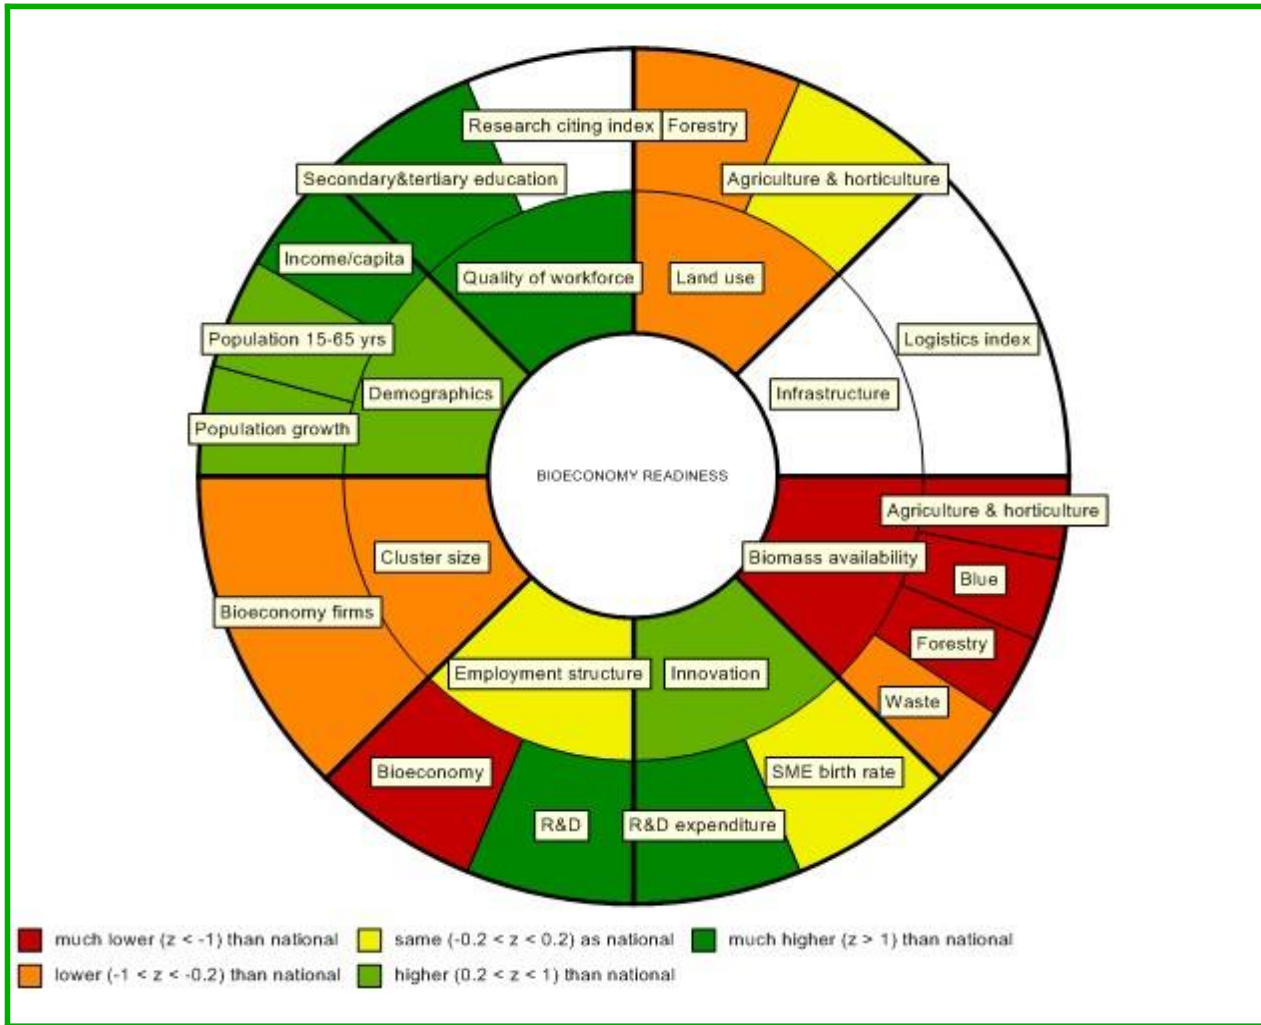 Research citing index
Forestry
Secondary&tertiary education
Agriculture & horticulture
Income/capita
Quality of workforce
Land use
Population 15-65 yrs
Logistics index
Demographics
Infrastructure
Population growth
BIOECONOMY READINESS
Agriculture & horticulture
Cluster size
Biomass availability
Blue
Bioeconomy firms
Forestry
Employment structure
Innovation
Waste
Bioeconomy
SME birth rate
R&D
R&D expenditure
much lower (z < -1) than national
same (-0.2 < z < 0.2) as national
much higher (z > 1) than national
lower (-1 < z < -0.2) than national
higher (0.2 < z < 1) than national